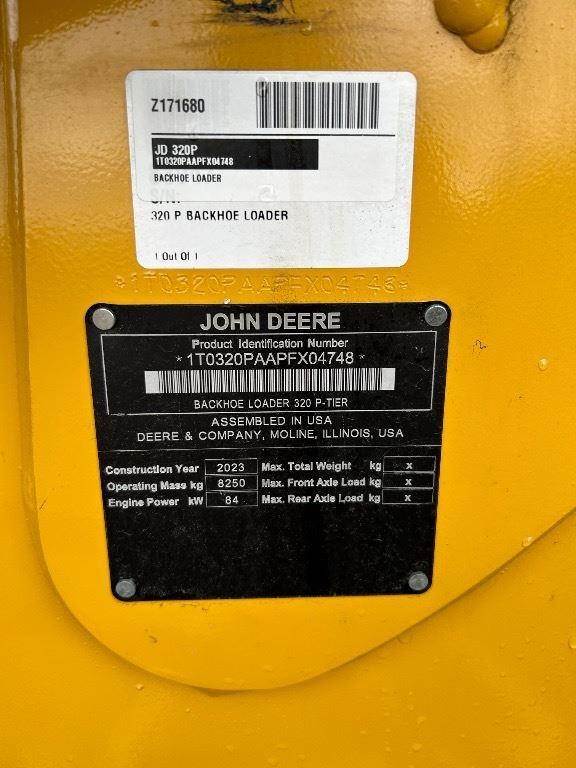 Z171680
JD 320P
1T0320PAAPFX04748
BACKHOE LOADER
S/N:
320 P BACKHOE LOADER
1 Out Of 1
*1T0320PAAPFX04748*
JOHN DEERE
Product Identification Number
*1T0320PAAPFX04748*
BACKHOE LOADER 320 P-TIER
ASSEMBLED IN USA
DEERE & COMPANY, MOLINE, ILLINOIS, USA
Construction Year 2023 Max. Total Weight kg x
Operating Mass kg 8250 Max. Front Axle Load kg x
Engine Power kW 84 Max. Rear Axle Load kg x